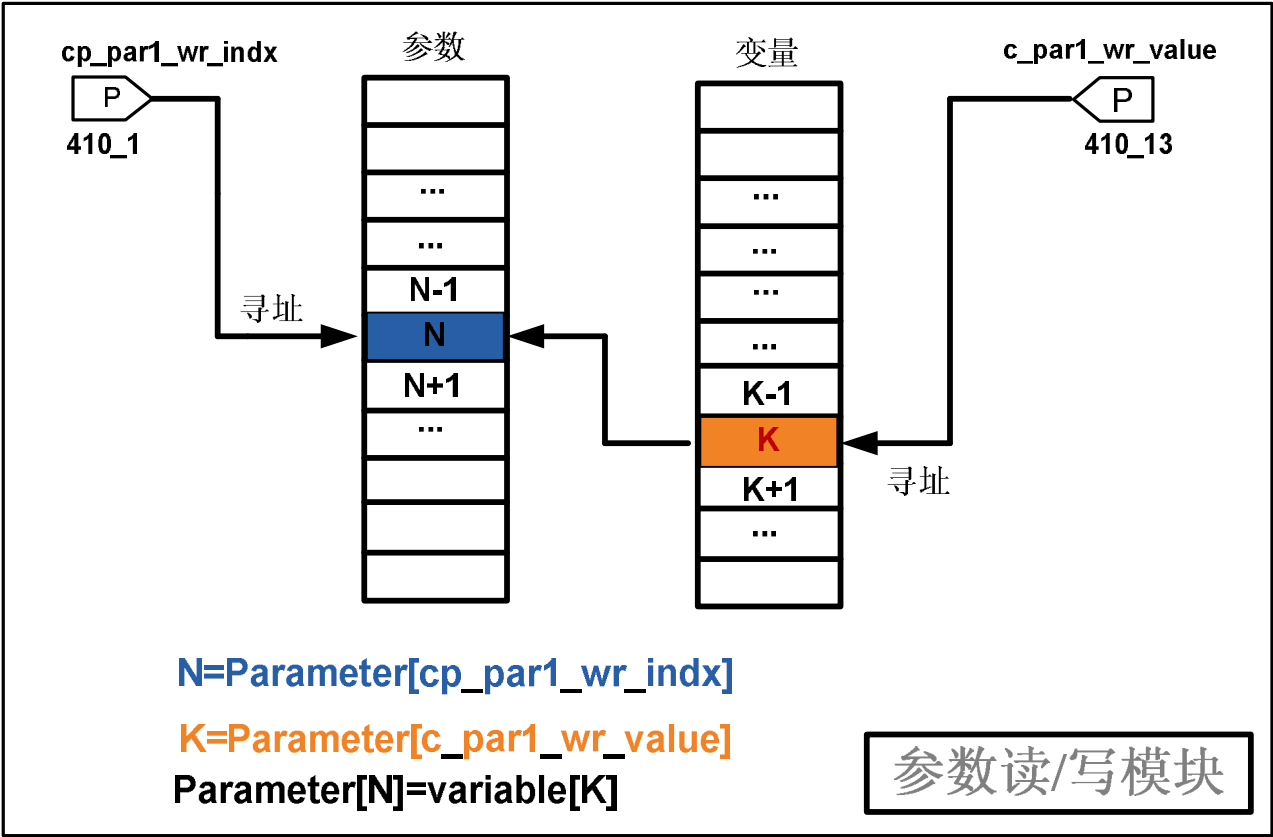 cp_par1_wr_indx
P
410_1
参数
变量
c_par1_wr_value
P
410_13
...
...
N-1
N
N+1
...
寻址
...
...
...
...
K-1
K
K+1
...
寻址
N=Parameter[cp_par1_wr_indx]
K=Parameter[c_par1_wr_value]
Parameter[N]=variable[K]
参数读/写模块